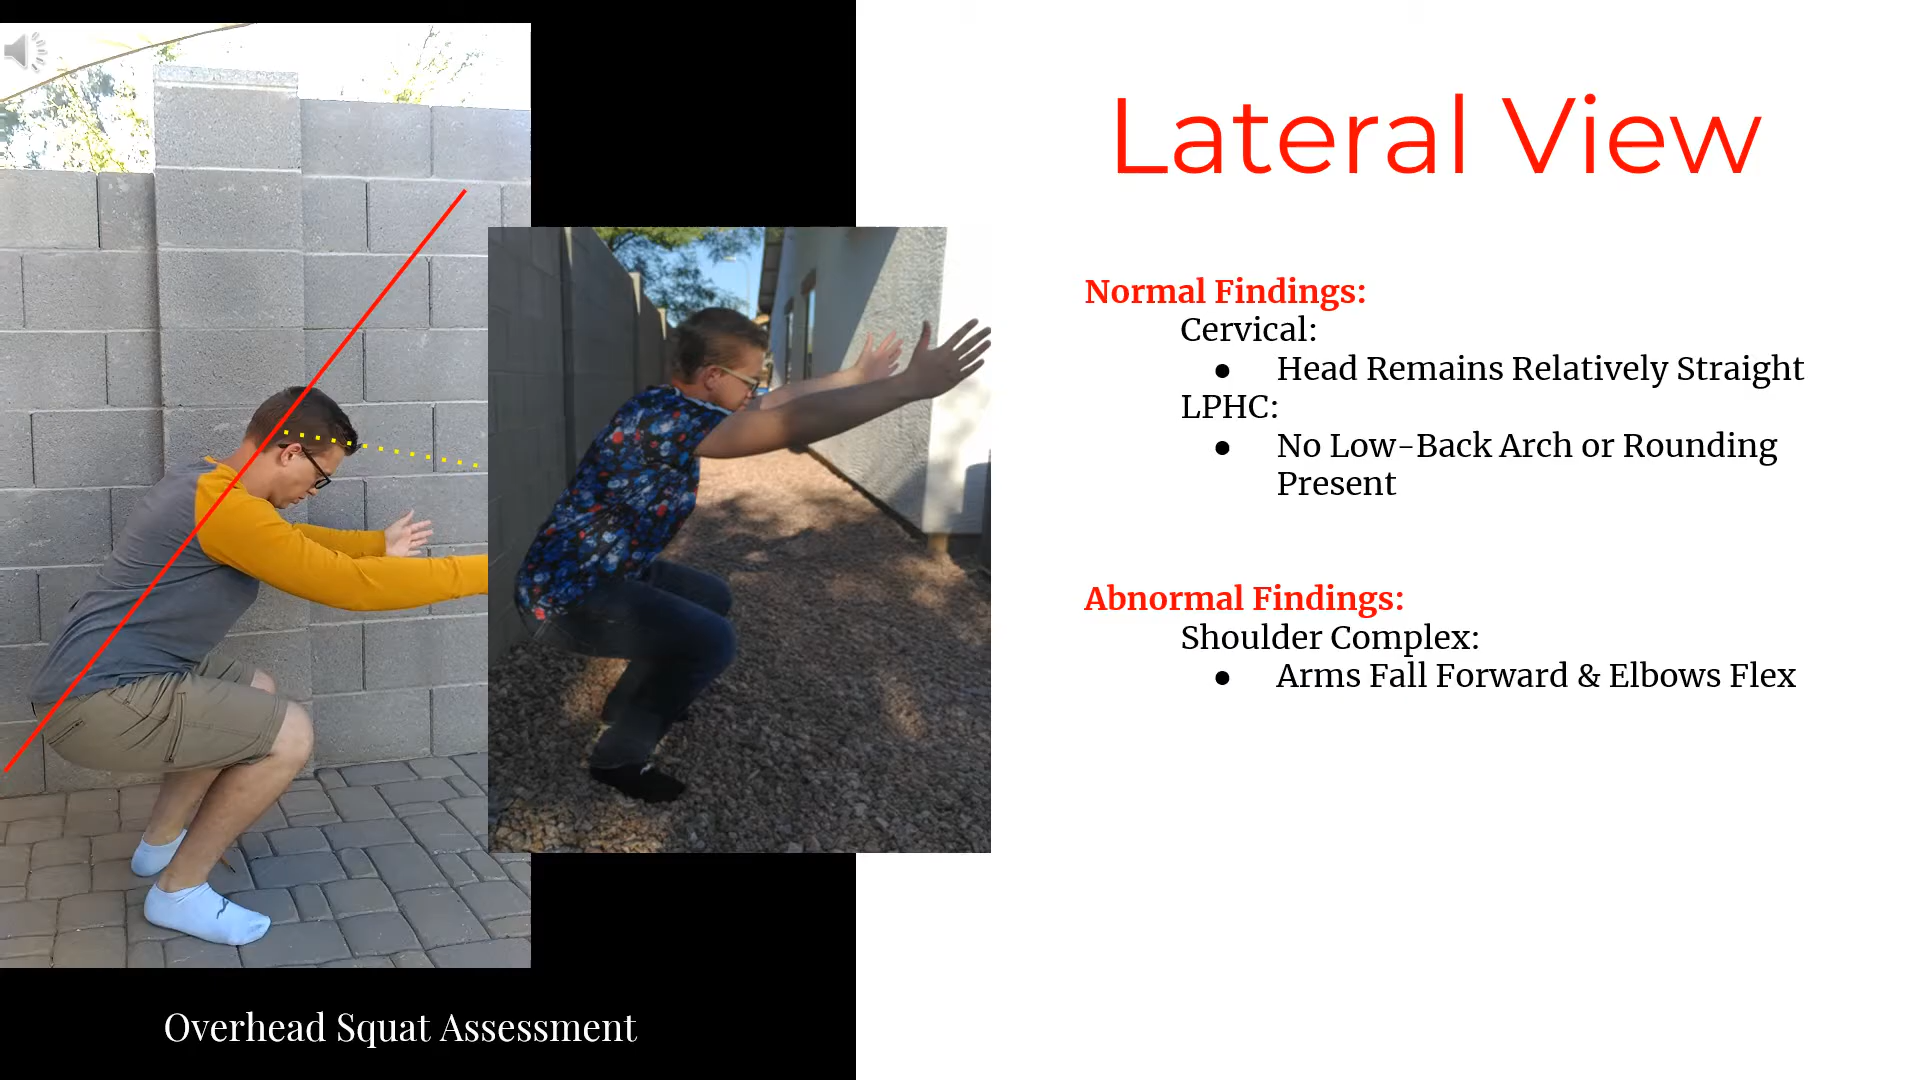 Lateral View
Normal Findings:
Cervical:
● Head Remains Relatively Straight
LPHC:
● No Low-Back Arch or Rounding
Present
Abnormal Findings:
Shoulder Complex:
● Arms Fall Forward & Elbows Flex
Overhead Squat Assessment